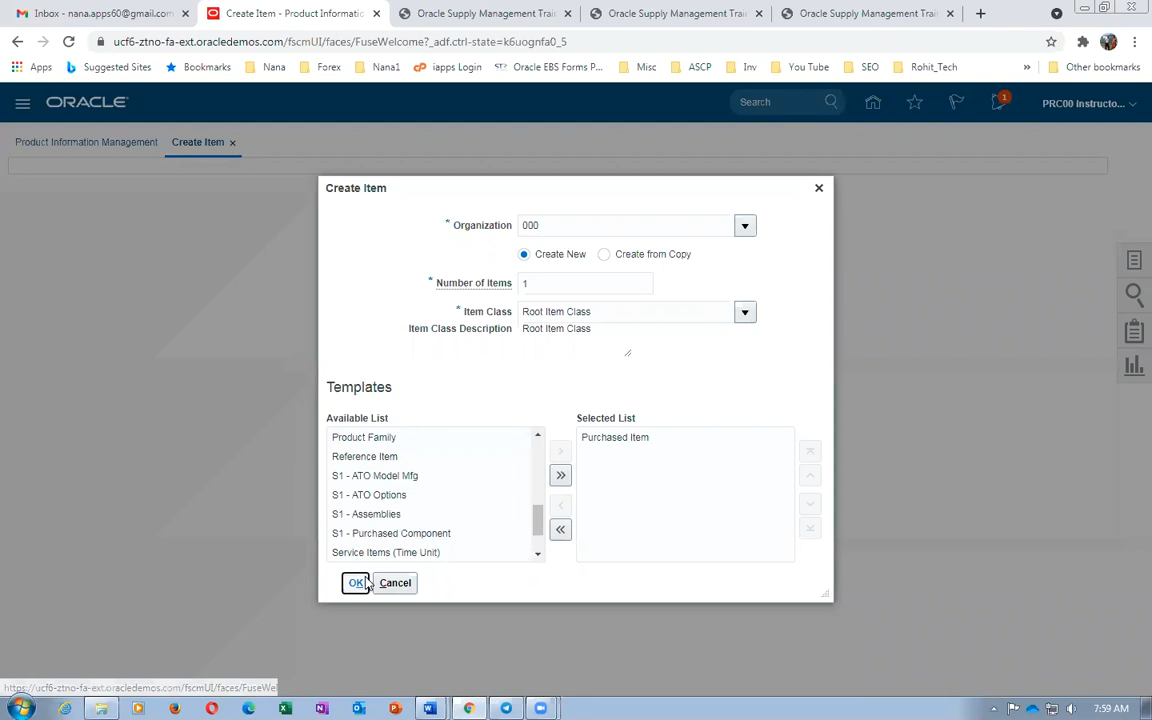 Inbox - nana.apps60@gmail.com
Create Item - Product Informatio
Oracle Supply Management Trai
Oracle Supply Management Trai
Oracle Supply Management Trai
ucf6-ztno-fa-ext.oracledemos.com/fscmUI/faces/FuseWelcome?_adf.ctrl-state=k6uognfa0_5
Apps Suggested Sites Bookmarks Nana Forex Nana1 iapps Login Oracle EBS Forms P... Misc ASCP Inv You Tube SEO Rohit_Tech » Other bookmarks
ORACLE Search 1 PRC00 Instructo...
Product Information Management Create Item
Create Item
* Organization 000
Create New Create from Copy
* Number of Items 1
* Item Class Root Item Class
Item Class Description Root Item Class
Templates
Available List Selected List
Product Family Purchased Item
Reference Item
S1 - ATO Model Mfg
S1 - ATO Options
S1 - Assemblies
S1 - Purchased Component
Service Items (Time Unit)
OK Cancel
https://ucf6-ztno-fa-ext.oracledemos.com/fscmUI/faces/FuseWel
7:59 AM